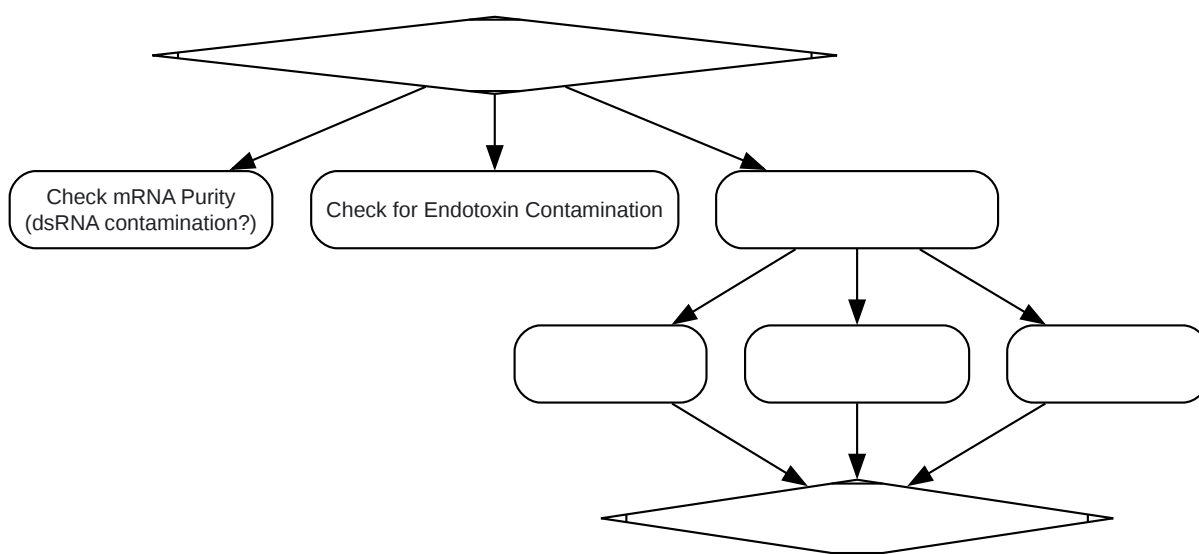 Check mRNA Purity
(dsRNA contamination?)
Check for Endotoxin Contamination